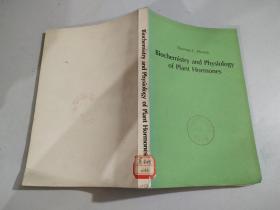 Thomas C. Moore
Biochemistry and Physiology
of Plant Hormones
Biochemistry and Physiology of Plant Hormones